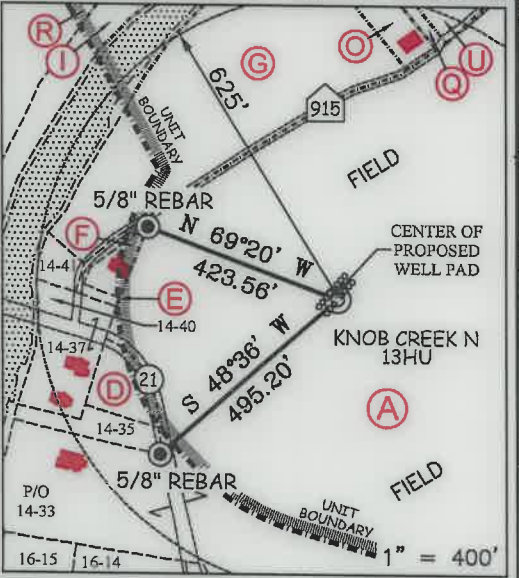 R
I
G
O
Q
U
625'
915
UNIT
BOUNDARY
FIELD
5/8" REBAR
F
N 69°20' W
423.56'
CENTER OF
PROPOSED
WELL PAD
14-41
E
14-40
KNOB CREEK N
13HU
14-37
S 48°36' W
495.20'
D
21
A
14-35
5/8" REBAR
FIELD
P/O
14-33
UNIT
BOUNDARY
16-15
16-14
1" = 400'